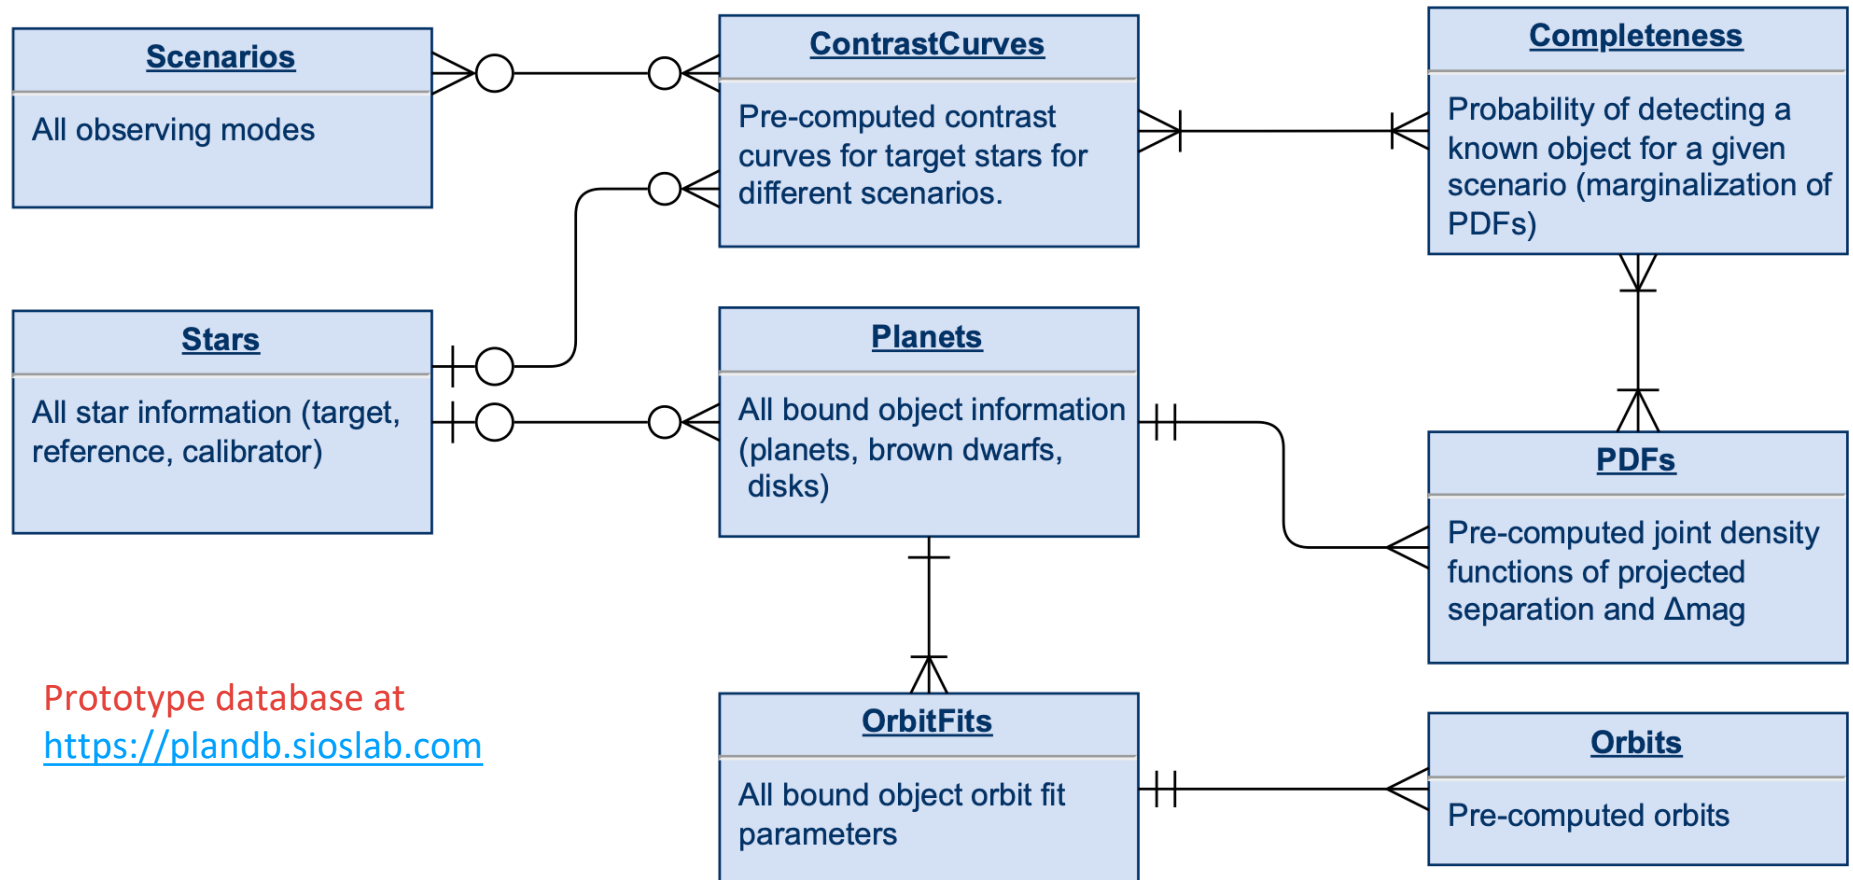 Scenarios
All observing modes
ContrastCurves
Pre-computed contrast
curves for target stars for
different scenarios.
Completeness
Probability of detecting a
known object for a given
scenario (marginalization of
PDFs)
Stars
All star information (target,
reference, calibrator)
Planets
All bound object information
(planets, brown dwarfs,
disks)
PDFs
Pre-computed joint density
functions of projected
separation and Δmag
Prototype database at
https://plandb.sioslab.com
OrbitFits
All bound object orbit fit
parameters
Orbits
Pre-computed orbits